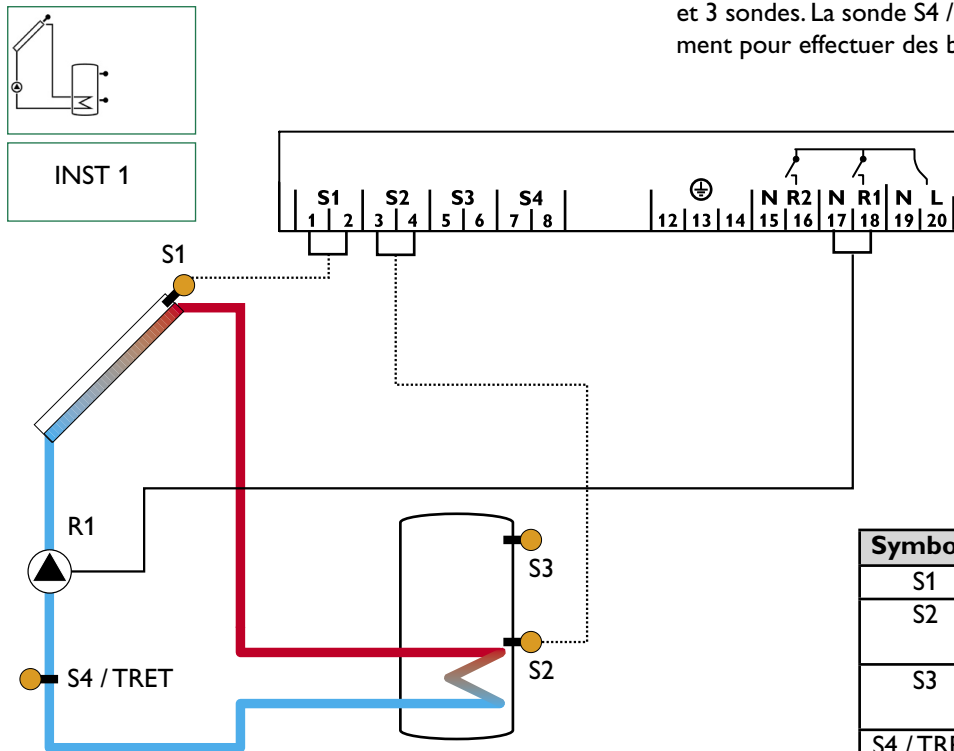 et 3 sondes. La sonde S4 /
ment pour effectuer des b
INST 1
S1 S2 S3 S4 N R2 N R1 N L
1 2 3 4 5 6 7 8 12 13 14 15 16 17 18 19 20
S1
R1
S3
S2
S4 / TRET
Symbo
S1
S2
S3
S4 / TRE